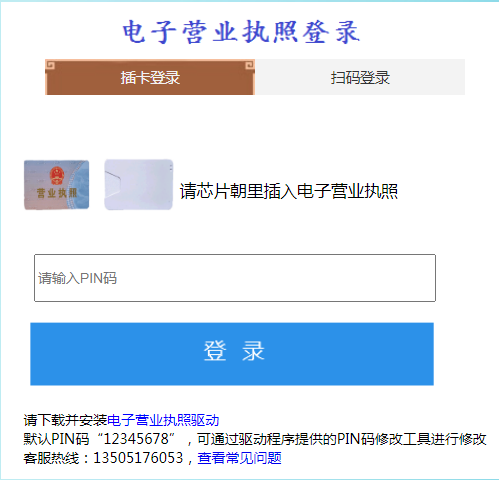 电子营业执照登录
插卡登录 扫码登录
营业执照
请芯片朝里插入电子营业执照
请输入PIN码
登 录
请下载并安装电子营业执照驱动
默认PIN码“12345678”，可通过驱动程序提供的PIN码修改工具进行修改
客服热线：13505176053，查看常见问题